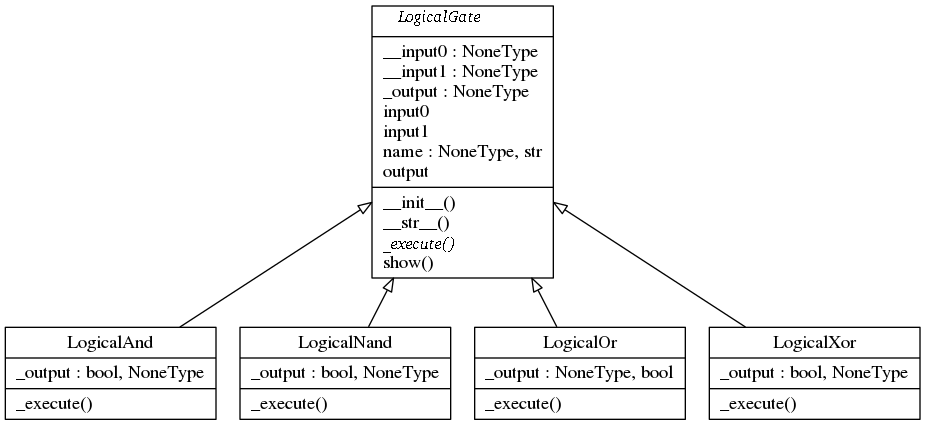 LogicalGate
__input0 : NoneType
__input1 : NoneType
_output : NoneType
input0
input1
name : NoneType, str
output
__init__()
__str__()
_execute()
show()
LogicalAnd
_output : bool, NoneType
_execute()
LogicalNand
_output : bool, NoneType
_execute()
LogicalOr
_output : NoneType, bool
_execute()
LogicalXor
_output : bool, NoneType
_execute()